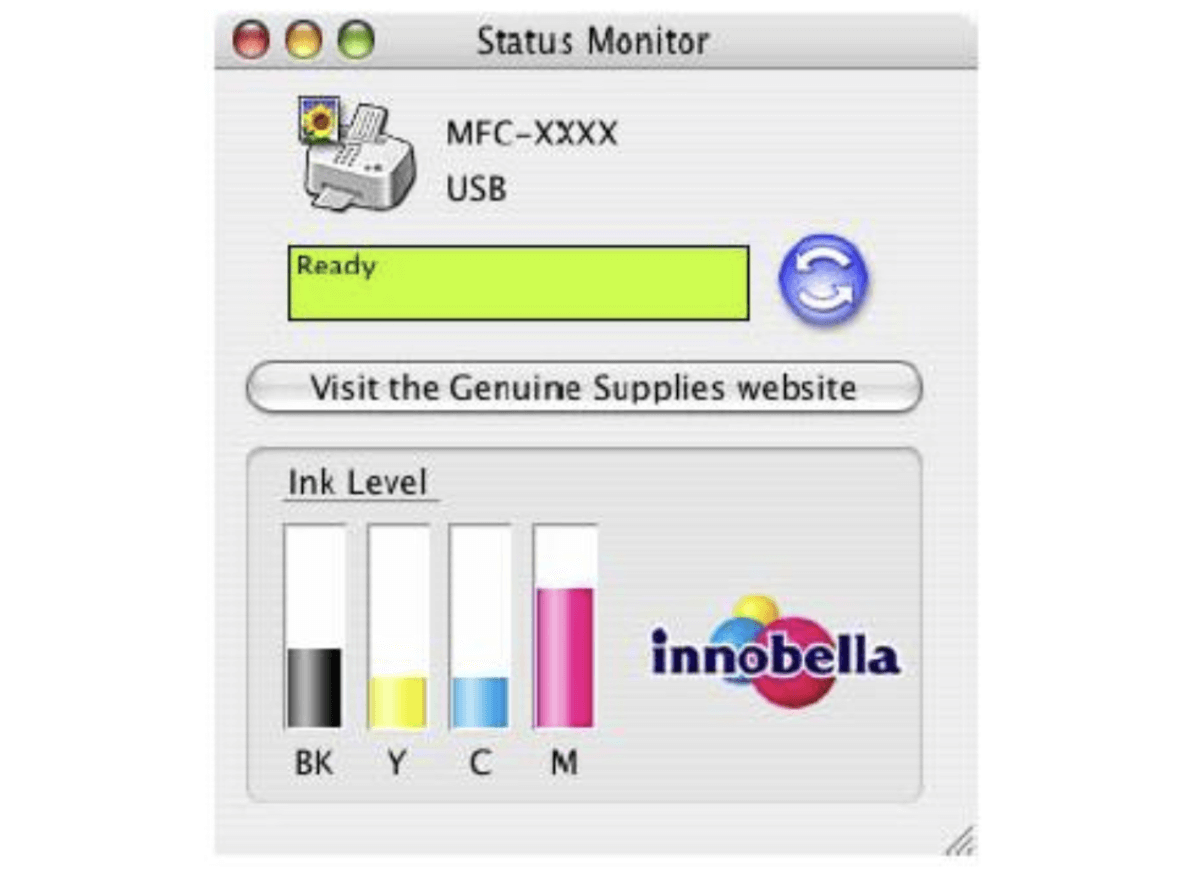 Status Monitor
MFC-XXXX
USB
Ready
Visit the Genuine Supplies website
Ink Level
BK Y C M
innobella